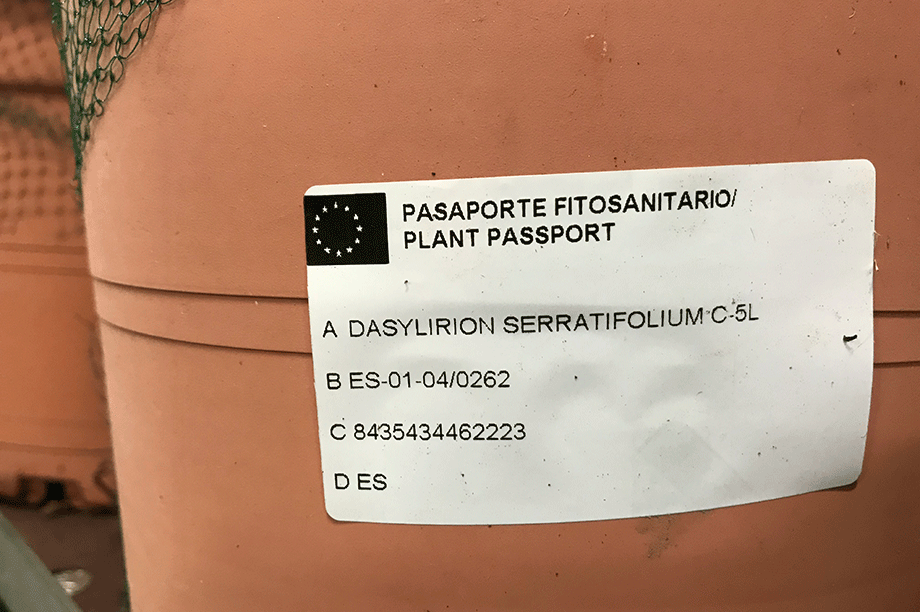 PASAPORTE FITOSANITARIO/
PLANT PASSPORT
A DASYLIRION SERRATIFOLIUM C-5L
B ES-01-04/0262
C 8435434462223
D ES